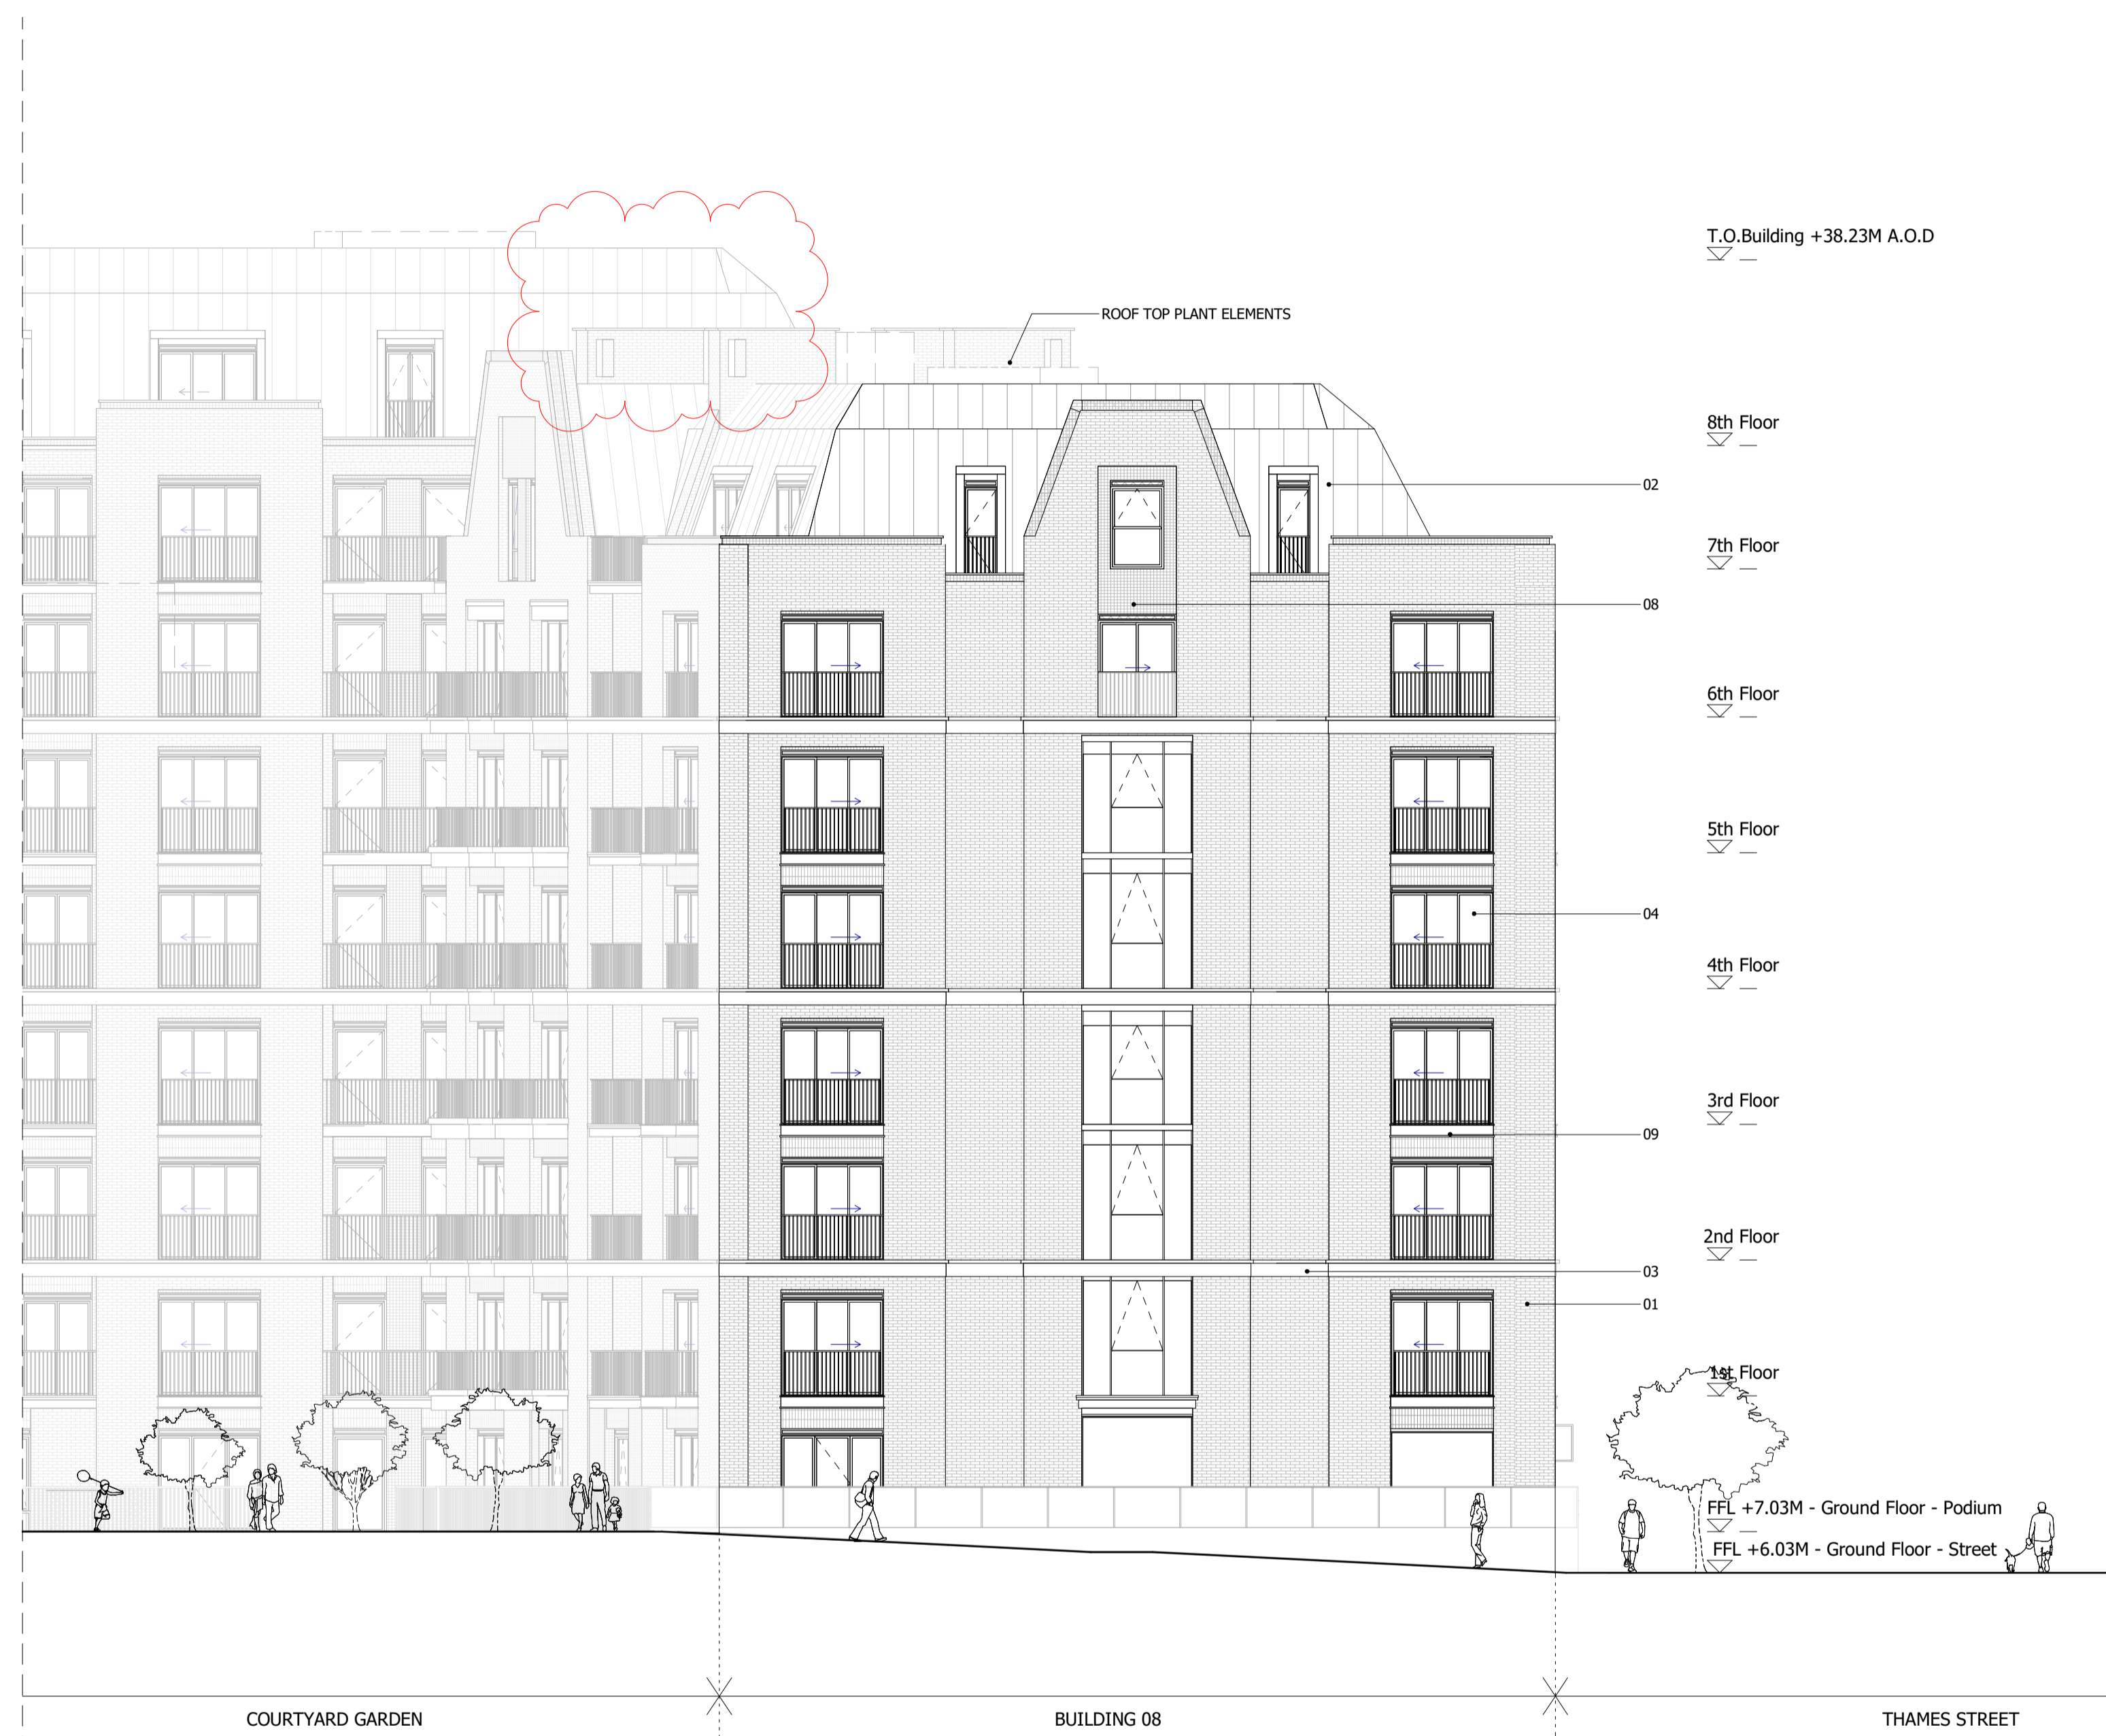 T.O.Building +38.23M A.O.D
ROOF TOP PLANT ELEMENTS
8th Floor
02
7th Floor
08
6th Floor
5th Floor
04
4th Floor
3rd Floor
09
2nd Floor
03
01
1st Floor
FFL +7.03M - Ground Floor - Podium
FFL +6.03M - Ground Floor - Street
COURTYARD GARDEN
BUILDING 08
THAMES STREET